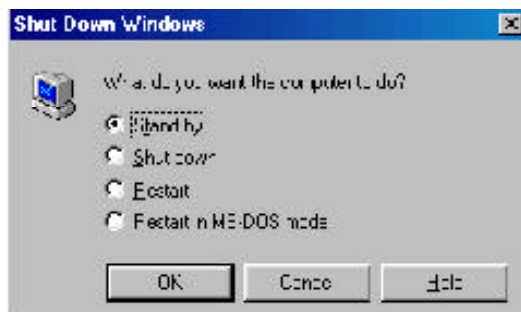 Shut Down Windows
What do you want the computer to do?
Stand by
Shut down
Restart
Restart in MS-DOS mode
OK Cancel Help